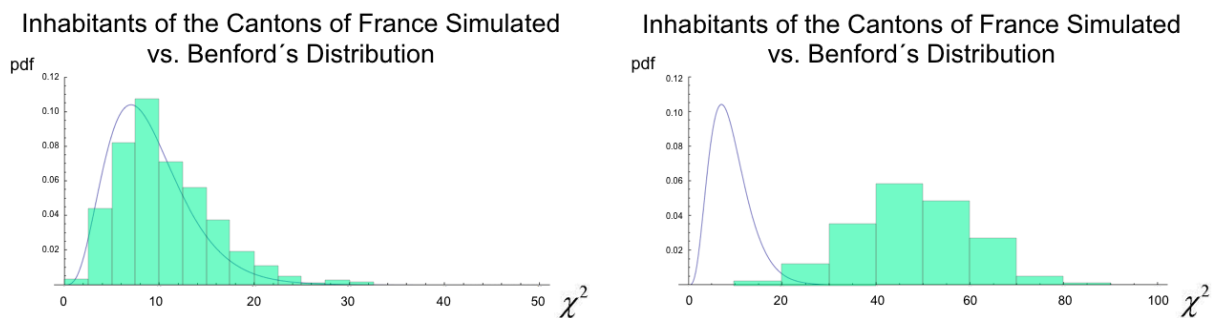 Inhabitants of the Cantons of France Simulated
vs. Benford´s Distribution
pdf
0.12
0.10
0.08
0.06
0.04
0.02
0 10 20 30 40 50
χ²
Inhabitants of the Cantons of France Simulated
vs. Benford´s Distribution
pdf
0.12
0.10
0.08
0.06
0.04
0.02
0 20 40 60 80 100
χ²